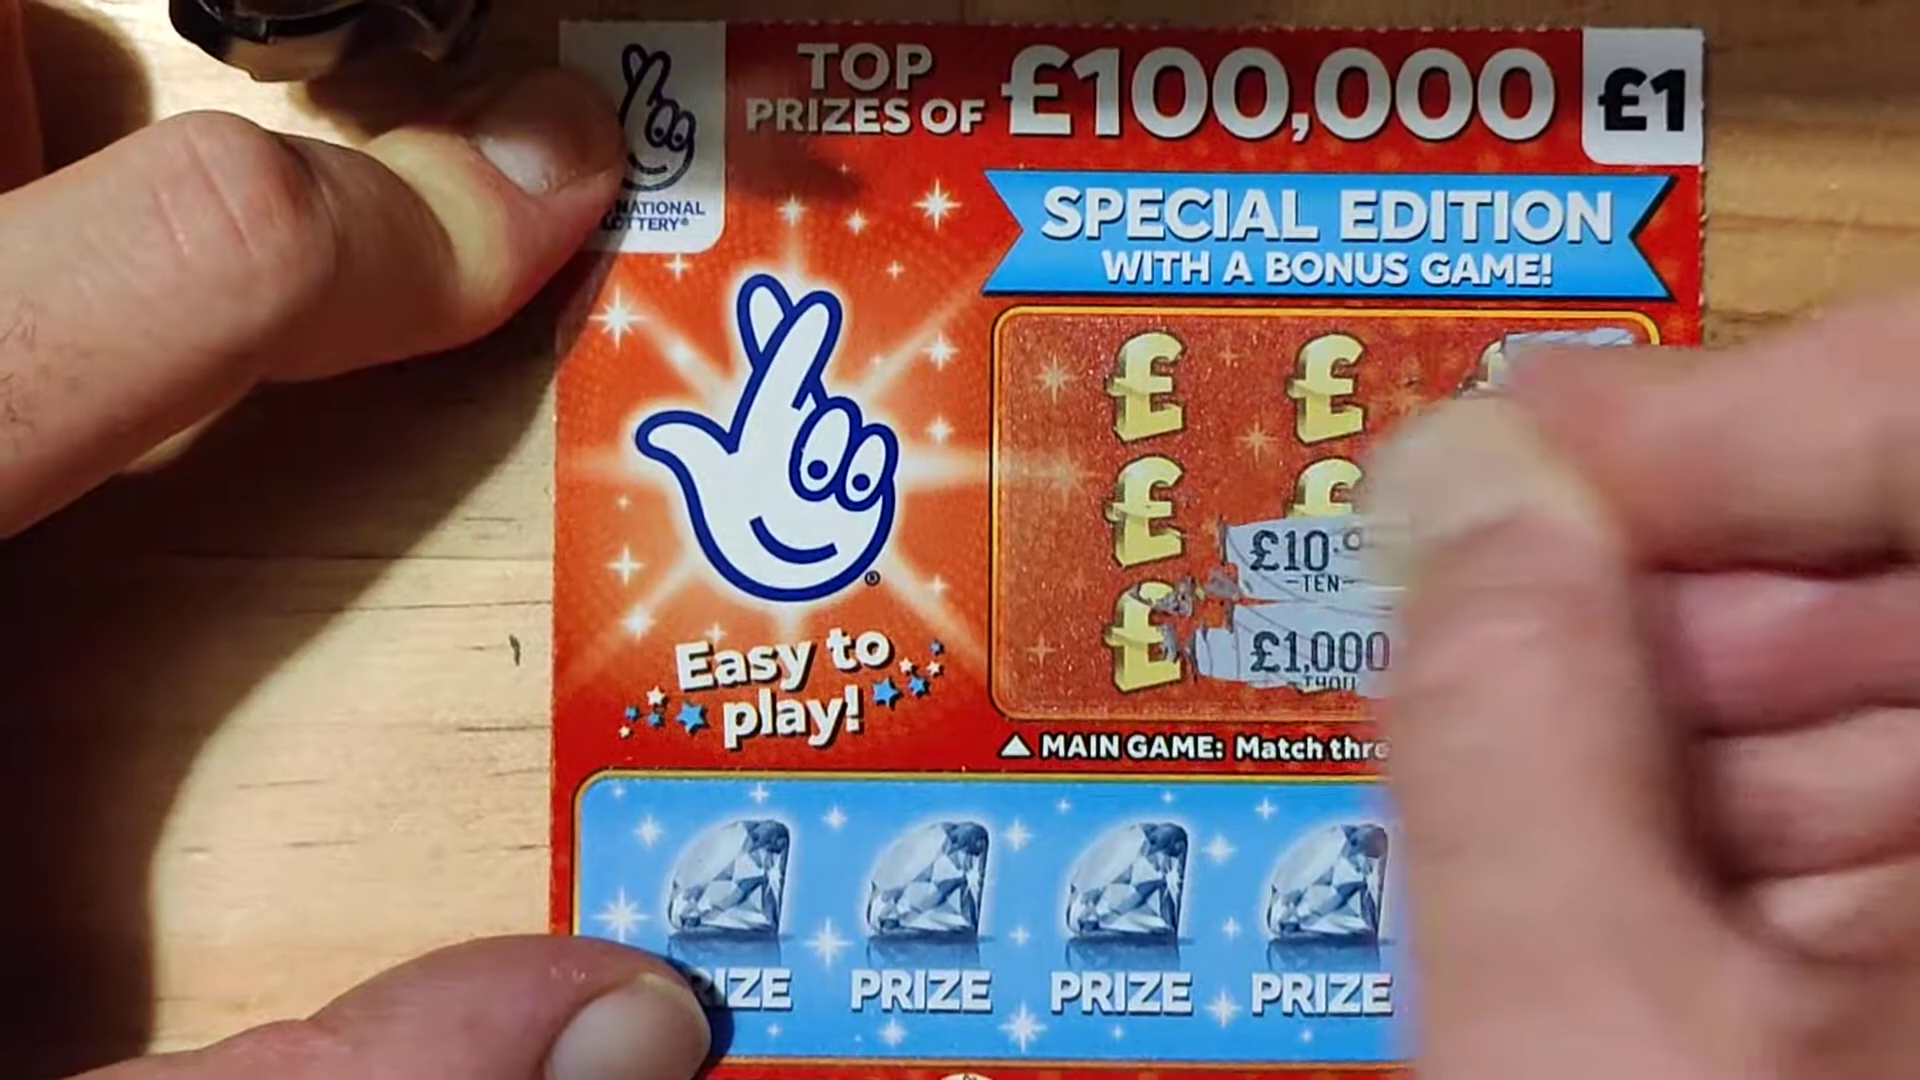 NATIONAL
LOTTERY®
TOP
PRIZES OF £100,000
£1
SPECIAL EDITION
WITH A BONUS GAME!
£ £
£ £
£10
TEN
£
£1,000
Easy to
play!
MAIN GAME: Match
PRIZE PRIZE PRIZE